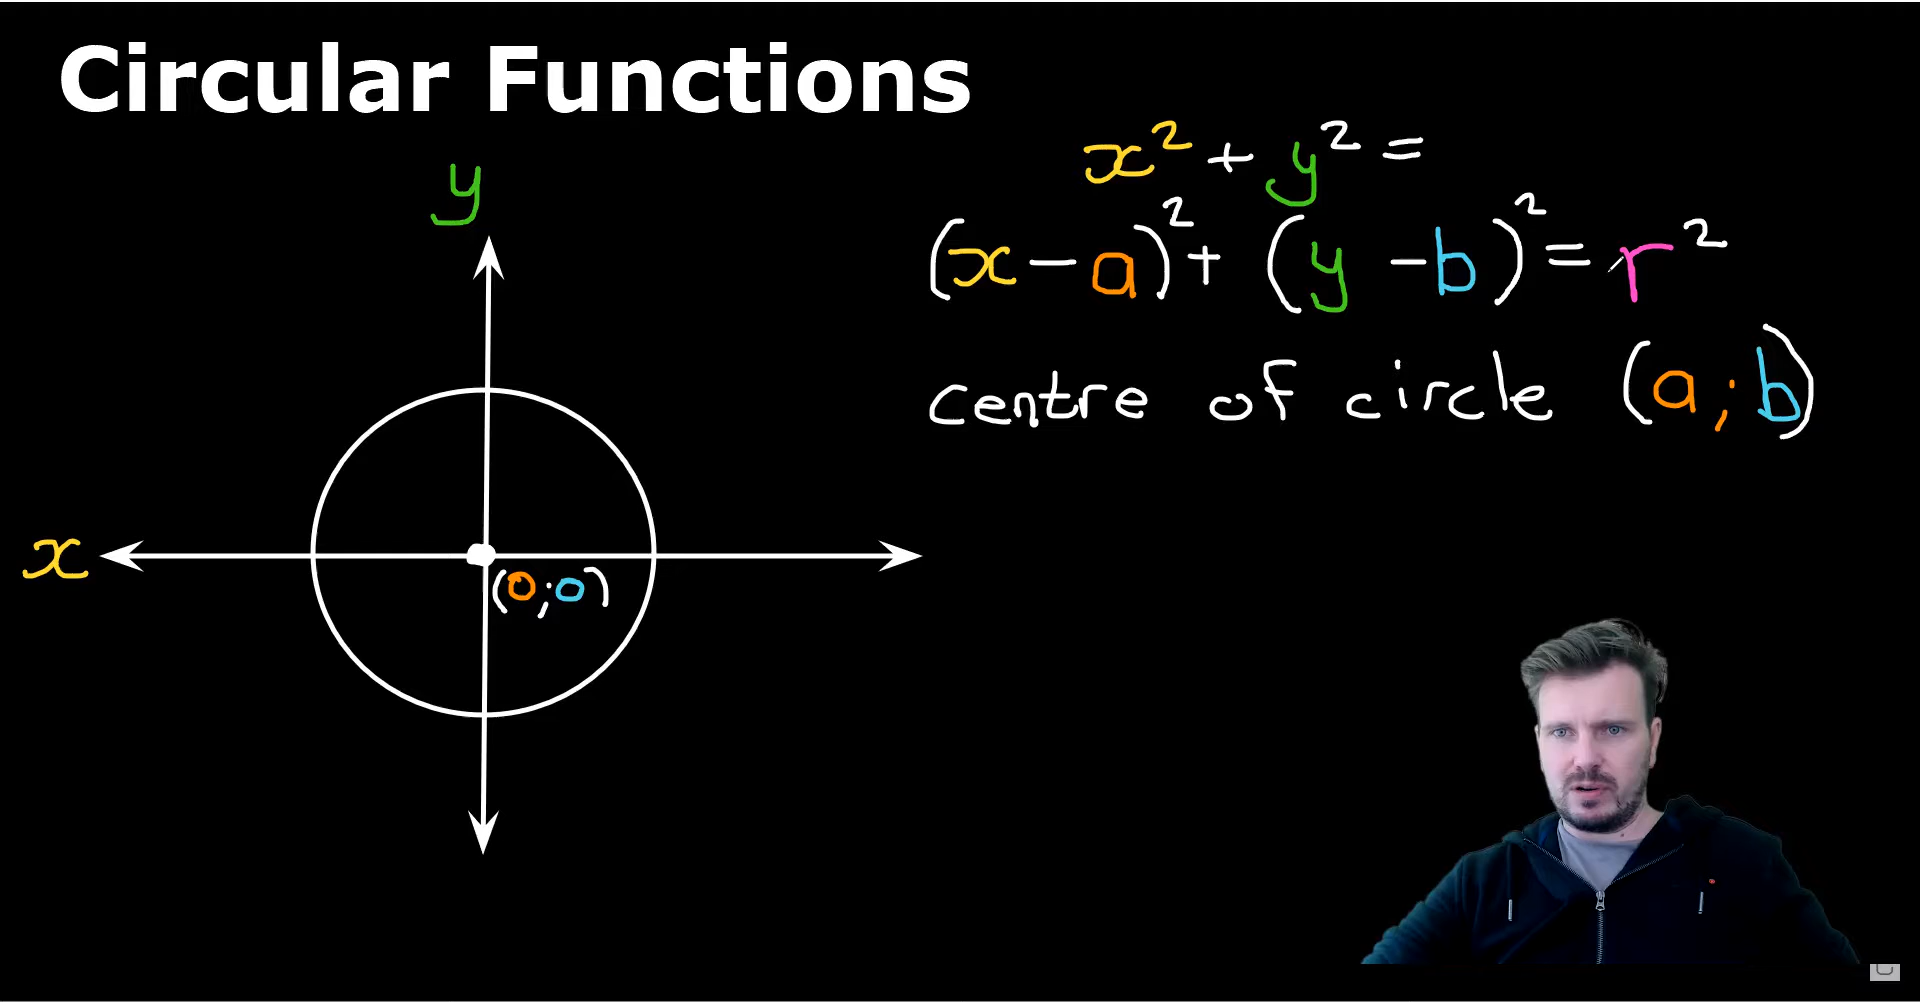 Circular Functions
x² + y² =
(x - a)² + (y - b)² = r²
centre of circle (a; b)
y
x
(0; 0)